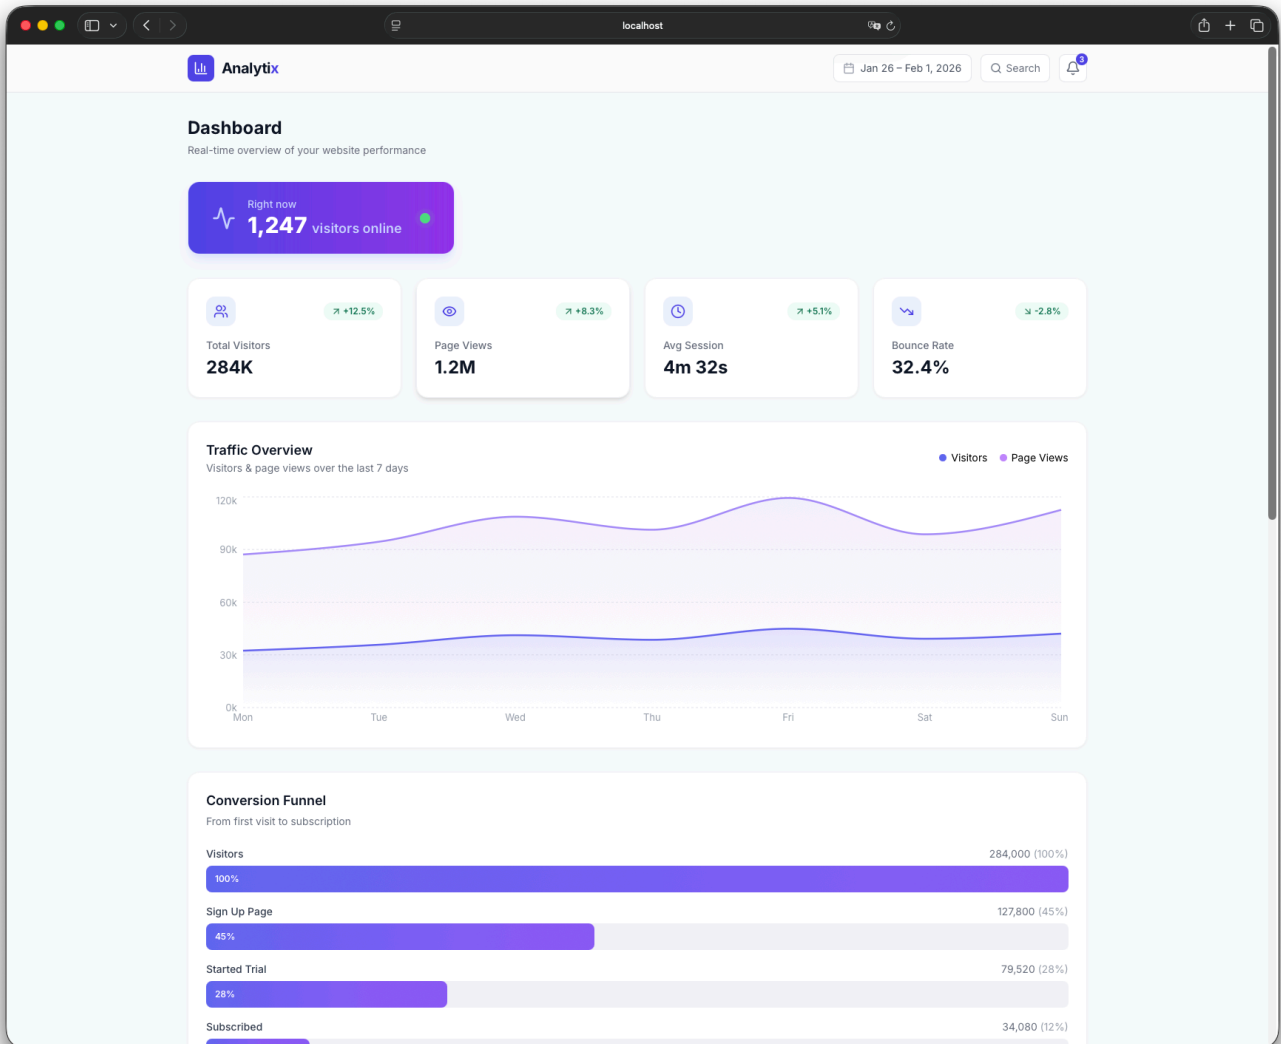 localhost
Analytix
Jan 26 – Feb 1, 2026
Search
3
Dashboard
Real-time overview of your website performance
Right now
1,247 visitors online
+12.5%
Total Visitors
284K
+8.3%
Page Views
1.2M
+5.1%
Avg Session
4m 32s
-2.8%
Bounce Rate
32.4%
Traffic Overview
Visitors & page views over the last 7 days
Visitors
Page Views
120k
90k
60k
30k
0k
Mon Tue Wed Thu Fri Sat Sun
Conversion Funnel
From first visit to subscription
Visitors 284,000 (100%)
100%
Sign Up Page 127,800 (45%)
45%
Started Trial 79,520 (28%)
28%
Subscribed 34,080 (12%)